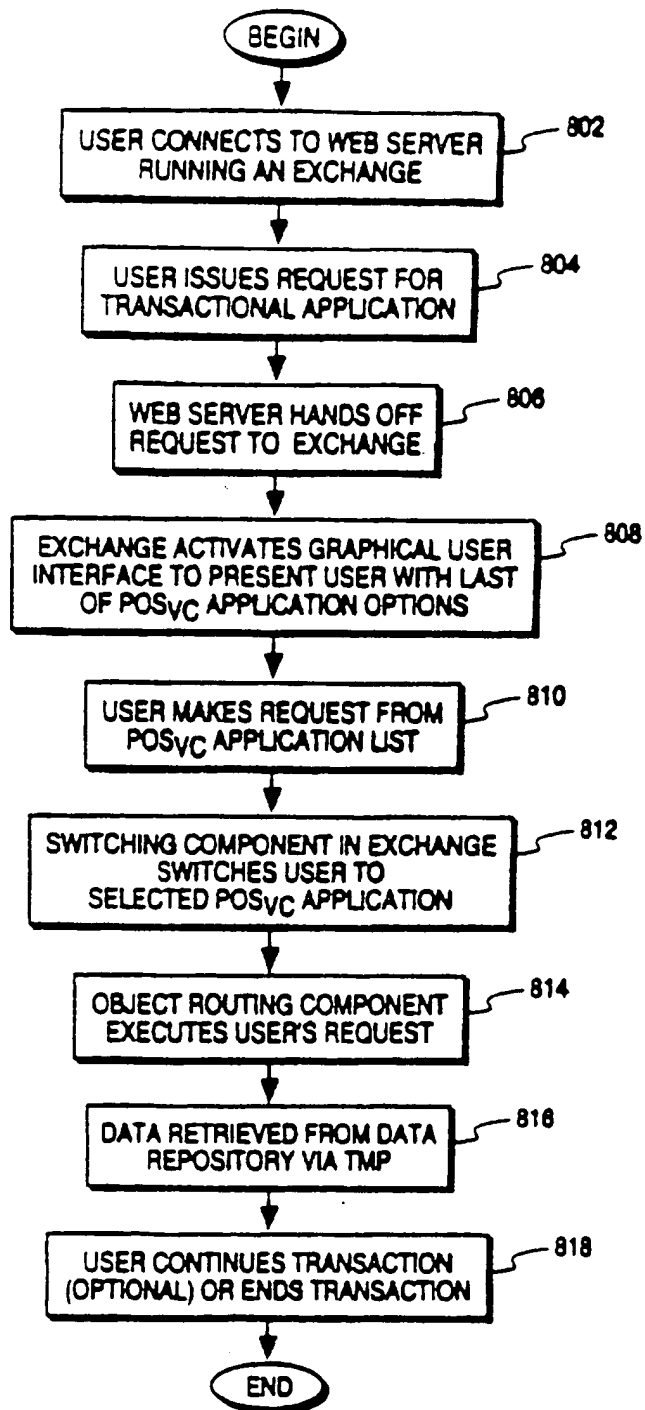 BEGIN
802
USER CONNECTS TO WEB SERVER
RUNNING AN EXCHANGE
804
USER ISSUES REQUEST FOR
TRANSACTIONAL APPLICATION
806
WEB SERVER HANDS OFF
REQUEST TO EXCHANGE
808
EXCHANGE ACTIVATES GRAPHICAL USER
INTERFACE TO PRESENT USER WITH LAST
OF POSVC APPLICATION OPTIONS
810
USER MAKES REQUEST FROM
POSVC APPLICATION LIST
812
SWITCHING COMPONENT IN EXCHANGE
SWITCHES USER TO
SELECTED POSVC APPLICATION
814
OBJECT ROUTING COMPONENT
EXECUTES USER'S REQUEST
816
DATA RETRIEVED FROM DATA
REPOSITORY VIA TMP
818
USER CONTINUES TRANSACTION
(OPTIONAL) OR ENDS TRANSACTION
END